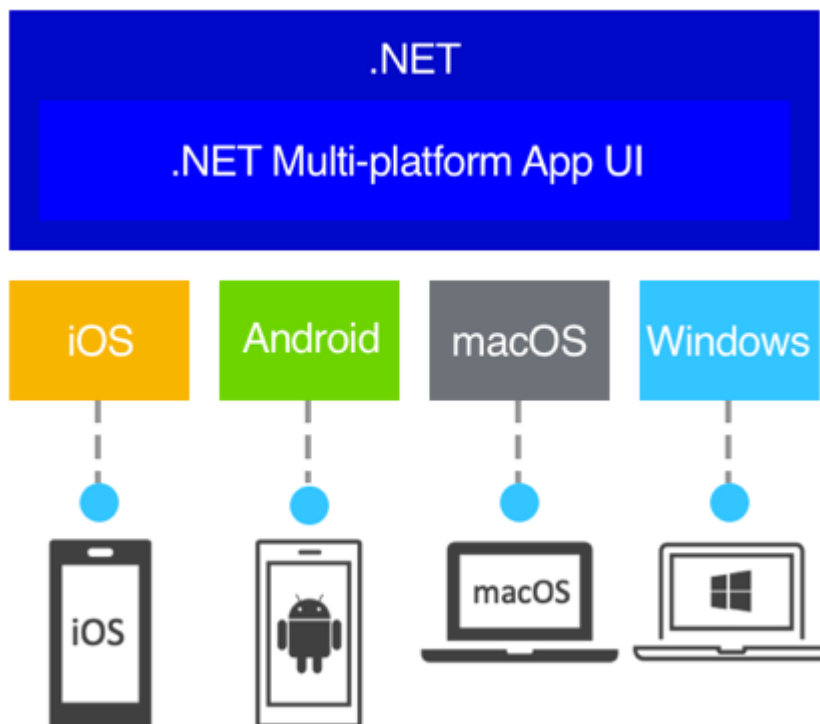 .NET
.NET Multi-platform App UI
iOS
Android
macOS
Windows
iOS
macOS